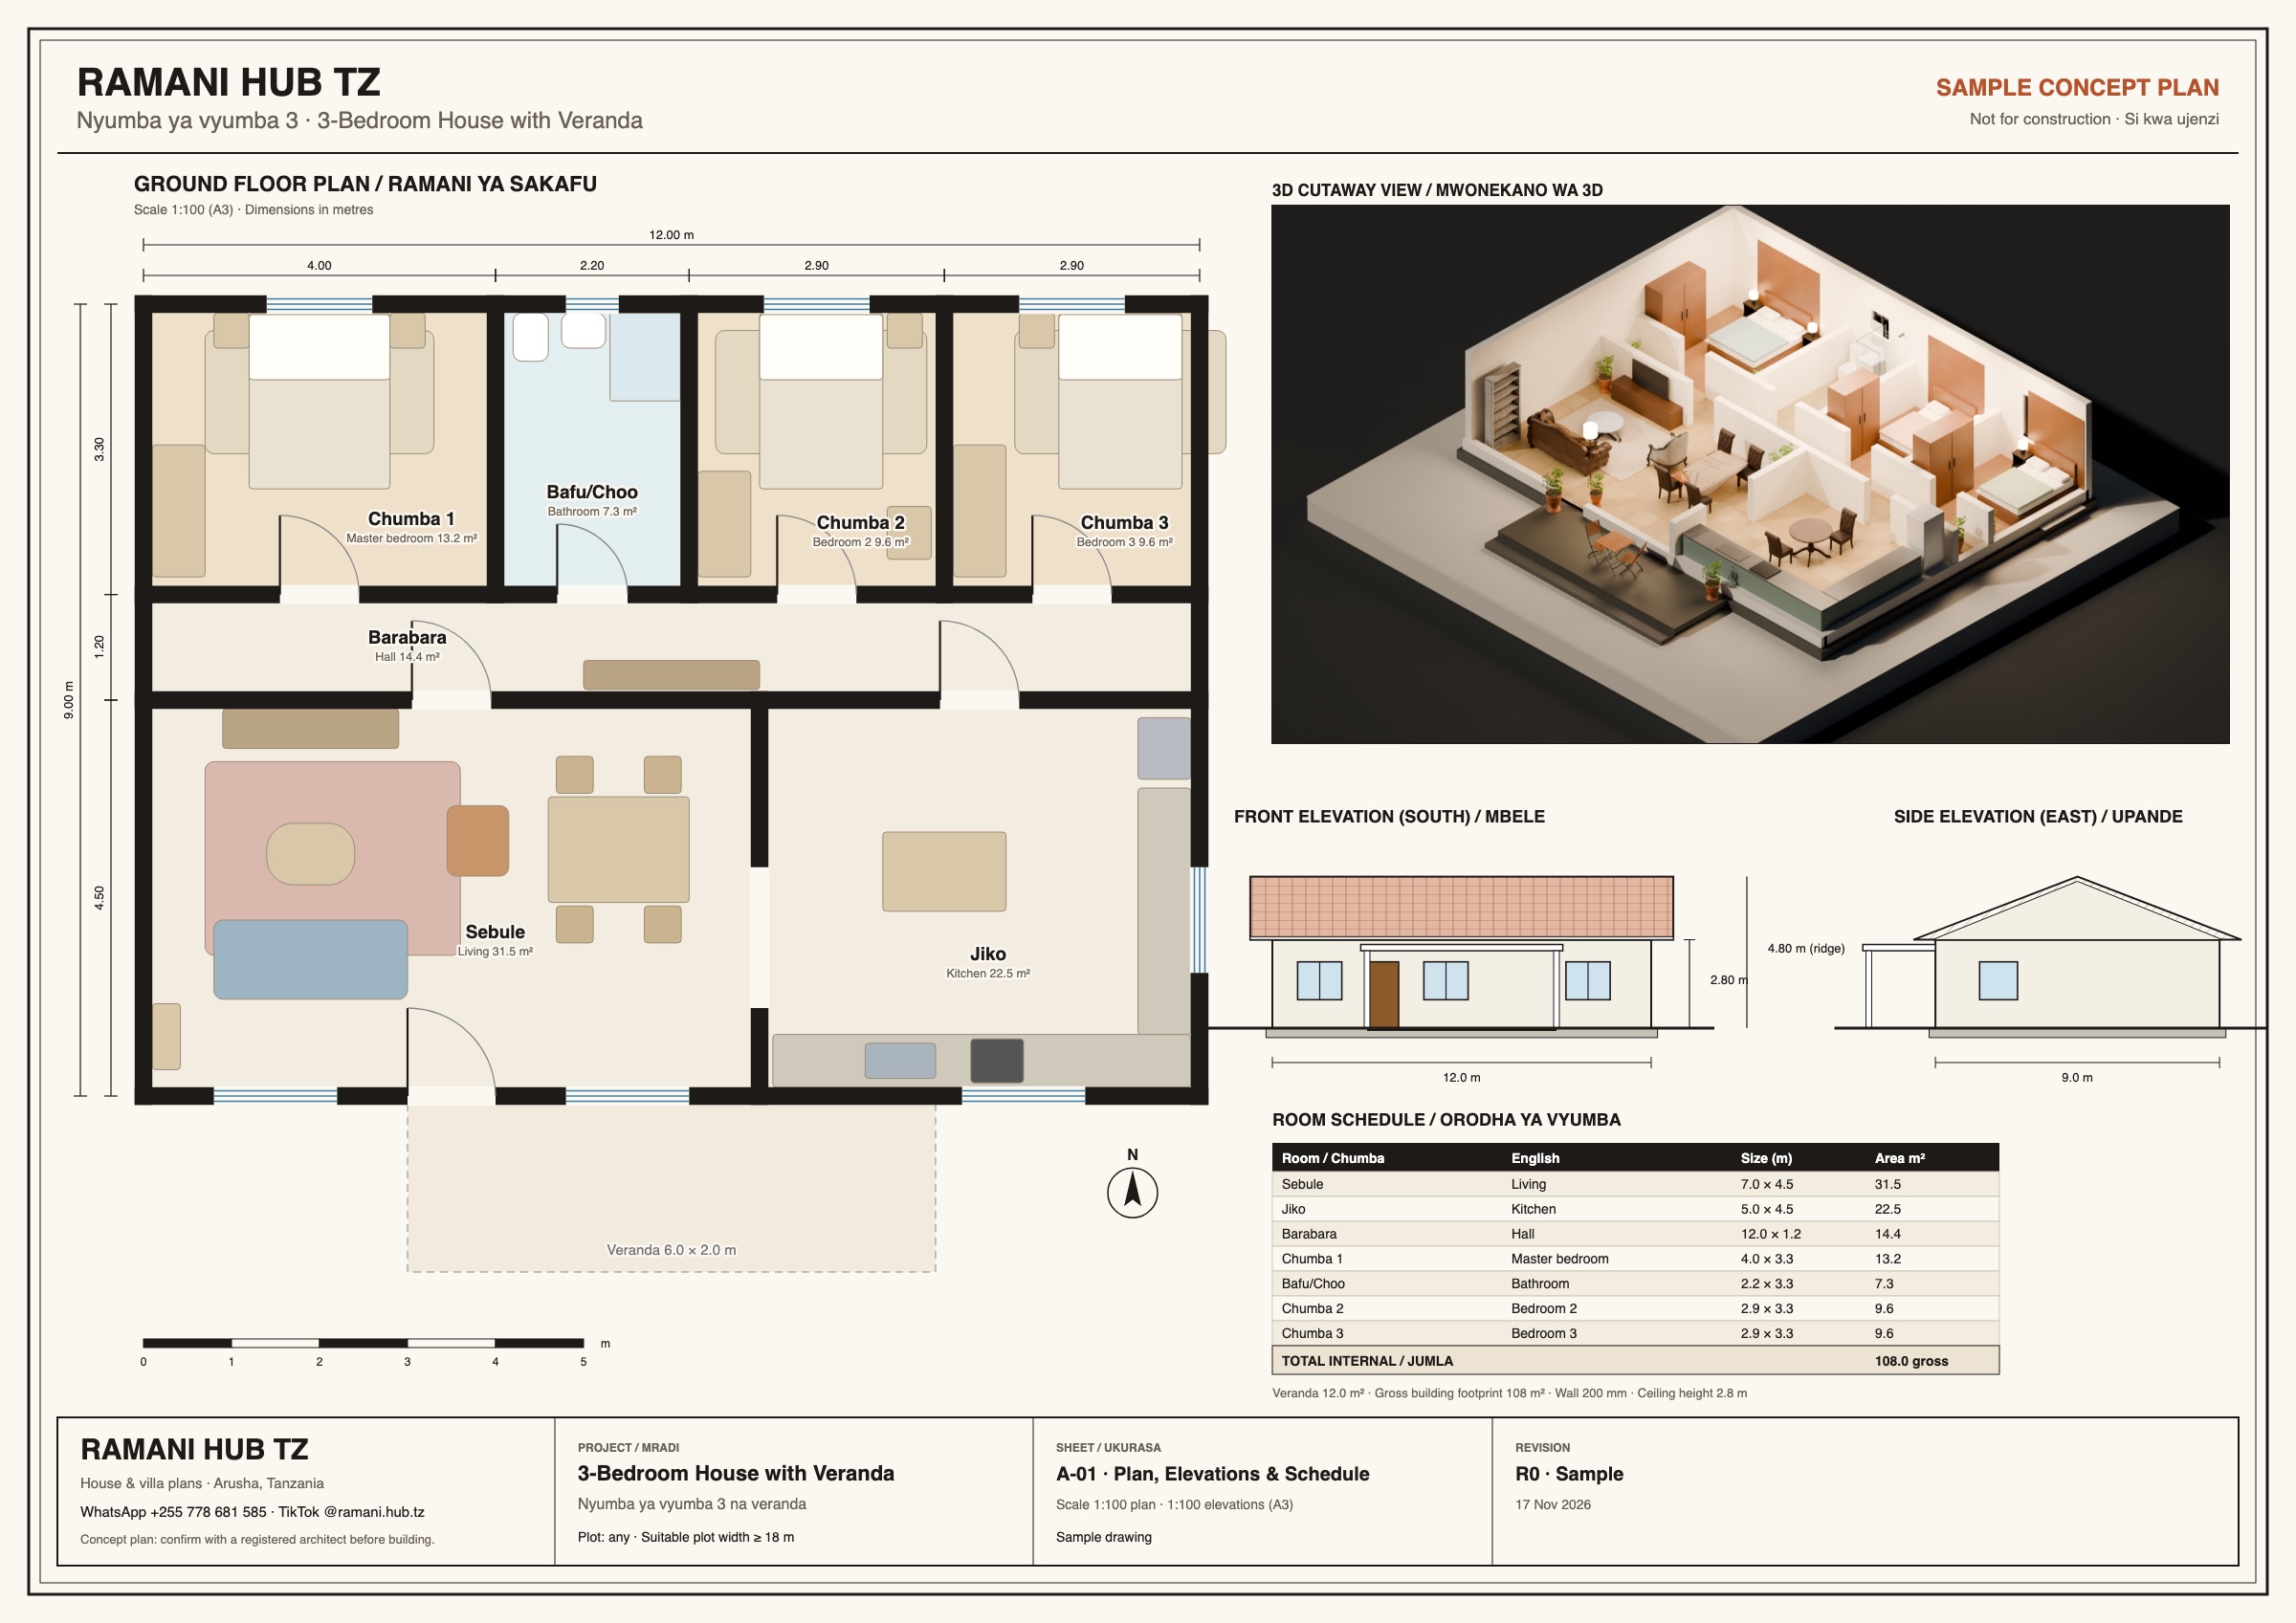 RAMANI HUB TZ
Nyumba ya vyumba 3 · 3-Bedroom House with Veranda
SAMPLE CONCEPT PLAN
Not for construction · Si kwa ujenzi
GROUND FLOOR PLAN / RAMANI YA SAKAFU
Scale 1:100 (A3) · Dimensions in metres
12.00 m
4.00
2.20
2.90
2.90
9.00 m
3.30
1.20
4.50
Chumba 1
Master bedroom 13.2 m²
Bafu/Choo
Bathroom 7.3 m²
Chumba 2
Bedroom 2 9.6 m²
Chumba 3
Bedroom 3 9.6 m²
Barabara
Hall 14.4 m²
Sebule
Living 31.5 m²
Jiko
Kitchen 22.5 m²
Veranda 6.0 × 2.0 m
N
0 1 2 3 4 5 m
3D CUTAWAY VIEW / MWONEKANO WA 3D
FRONT ELEVATION (SOUTH) / MBELE
2.80 m
4.80 m (ridge)
12.0 m
SIDE ELEVATION (EAST) / UPANDE
9.0 m
ROOM SCHEDULE / ORODHA YA VYUMBA
Room / Chumba English Size (m) Area m²
Sebule Living 7.0 × 4.5 31.5
Jiko Kitchen 5.0 × 4.5 22.5
Barabara Hall 12.0 × 1.2 14.4
Chumba 1 Master bedroom 4.0 × 3.3 13.2
Bafu/Choo Bathroom 2.2 × 3.3 7.3
Chumba 2 Bedroom 2 2.9 × 3.3 9.6
Chumba 3 Bedroom 3 2.9 × 3.3 9.6
TOTAL INTERNAL / JUMLA 108.0 gross
Veranda 12.0 m² · Gross building footprint 108 m² · Wall 200 mm · Ceiling height 2.8 m
RAMANI HUB TZ
House & villa plans · Arusha, Tanzania
WhatsApp +255 778 681 585 · TikTok @ramani.hub.tz
Concept plan: confirm with a registered architect before building.
PROJECT / MRADI
3-Bedroom House with Veranda
Nyumba ya vyumba 3 na veranda
Plot: any · Suitable plot width ≥ 18 m
SHEET / UKURASA
A-01 · Plan, Elevations & Schedule
Scale 1:100 plan · 1:100 elevations (A3)
Sample drawing
REVISION
R0 · Sample
17 Nov 2026